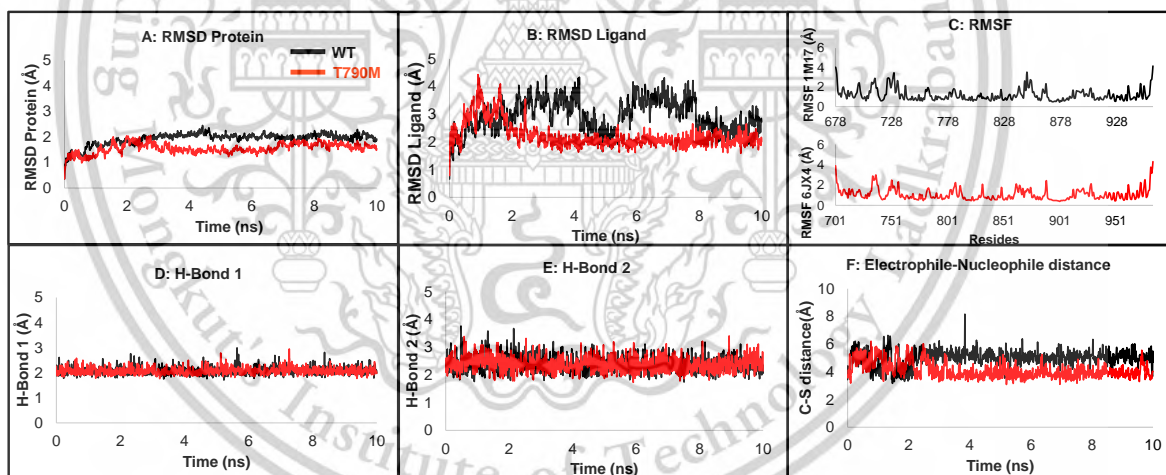 A: RMSD Protein
WT
T790M
RMSD Protein (Å)
5
4
3
2
1
0
0 2 4 6 8 10
Time (ns)
B: RMSD Ligand
RMSD Ligand (Å)
5
4
3
2
1
0
0 2 4 6 8 10
Time (ns)
C: RMSF
RMSF 1M17 (Å)
6
4
2
0
678 728 778 828 878 928
RMSF 6JX4 (Å)
6
4
2
0
701 751 801 851 901 951
Resides
D: H-Bond 1
H-Bond 1 (Å)
5
4
3
2
1
0
0 2 4 6 8 10
Time (ns)
E: H-Bond 2
H-Bond 2 (Å)
5
4
3
2
1
0
0 2 4 6 8 10
Time (ns)
F: Electrophile-Nucleophile distance
C-S distance(Å)
10
8
6
4
2
0
0 2 4 6 8 10
Time (ns)
Institute of Technology